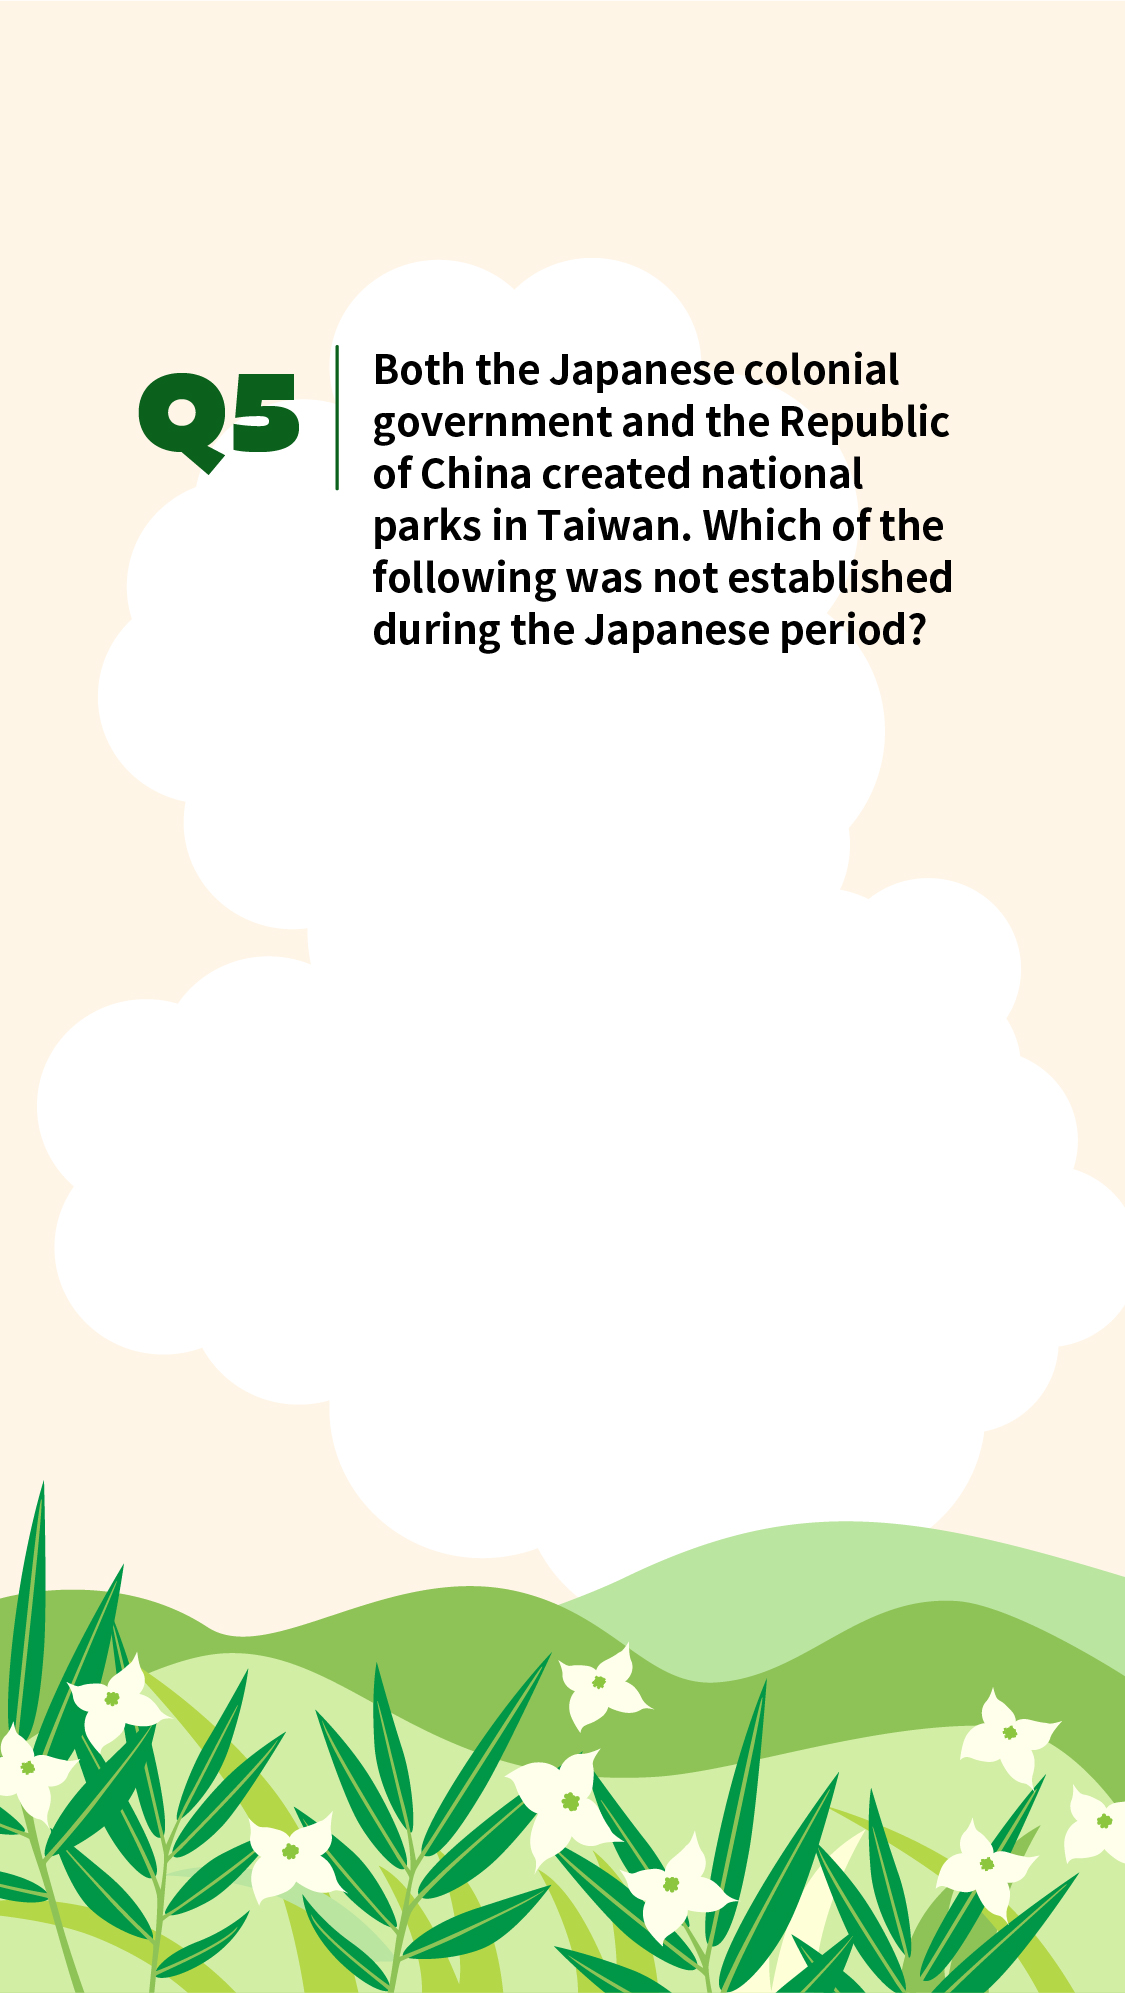 Q5
Both the Japanese colonial
government and the Republic
of China created national
parks in Taiwan. Which of the
following was not established
during the Japanese period?